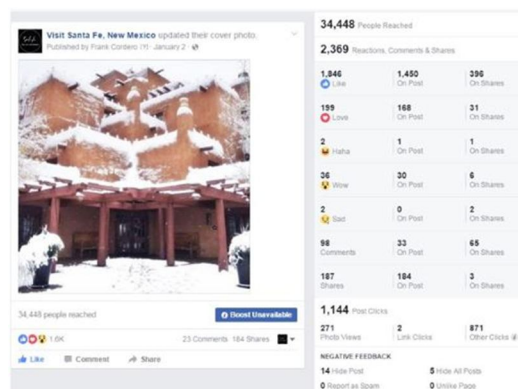 Visit Santa Fe, New Mexico updated their cover photo.
Published by Frank Cordero · January 2 ·
34,448 people reached
Boost Unavailable
1.6K
23 Comments 184 Shares
Like Comment Share
34,448 People Reached
2,369 Reactions, Comments & Shares
1,846 1,450 396
Like On Post On Shares
199 168 31
Love On Post On Shares
2 1 1
Haha On Post On Shares
36 30 6
Wow On Post On Shares
2 0 2
Sad On Post On Shares
98 33 65
Comments On Post On Shares
187 184 3
Shares On Post On Shares
1,144 Post Clicks
271 2 871
Photo Views Link Clicks Other Clicks
NEGATIVE FEEDBACK
14 Hide Post 5 Hide All Posts
0 Report as Spam 0 Unlike Page